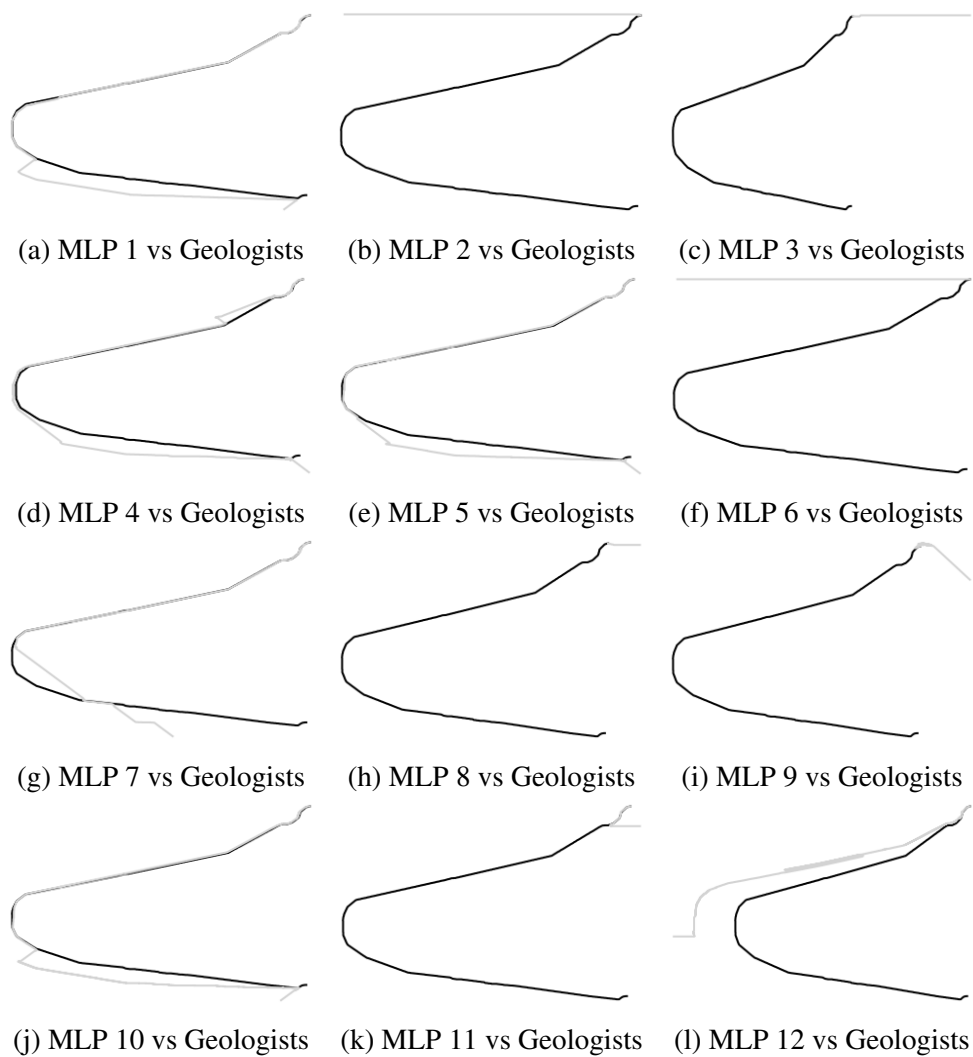 (a) MLP 1 vs Geologists
(b) MLP 2 vs Geologists
(c) MLP 3 vs Geologists
(d) MLP 4 vs Geologists
(e) MLP 5 vs Geologists
(f) MLP 6 vs Geologists
(g) MLP 7 vs Geologists
(h) MLP 8 vs Geologists
(i) MLP 9 vs Geologists
(j) MLP 10 vs Geologists
(k) MLP 11 vs Geologists
(l) MLP 12 vs Geologists